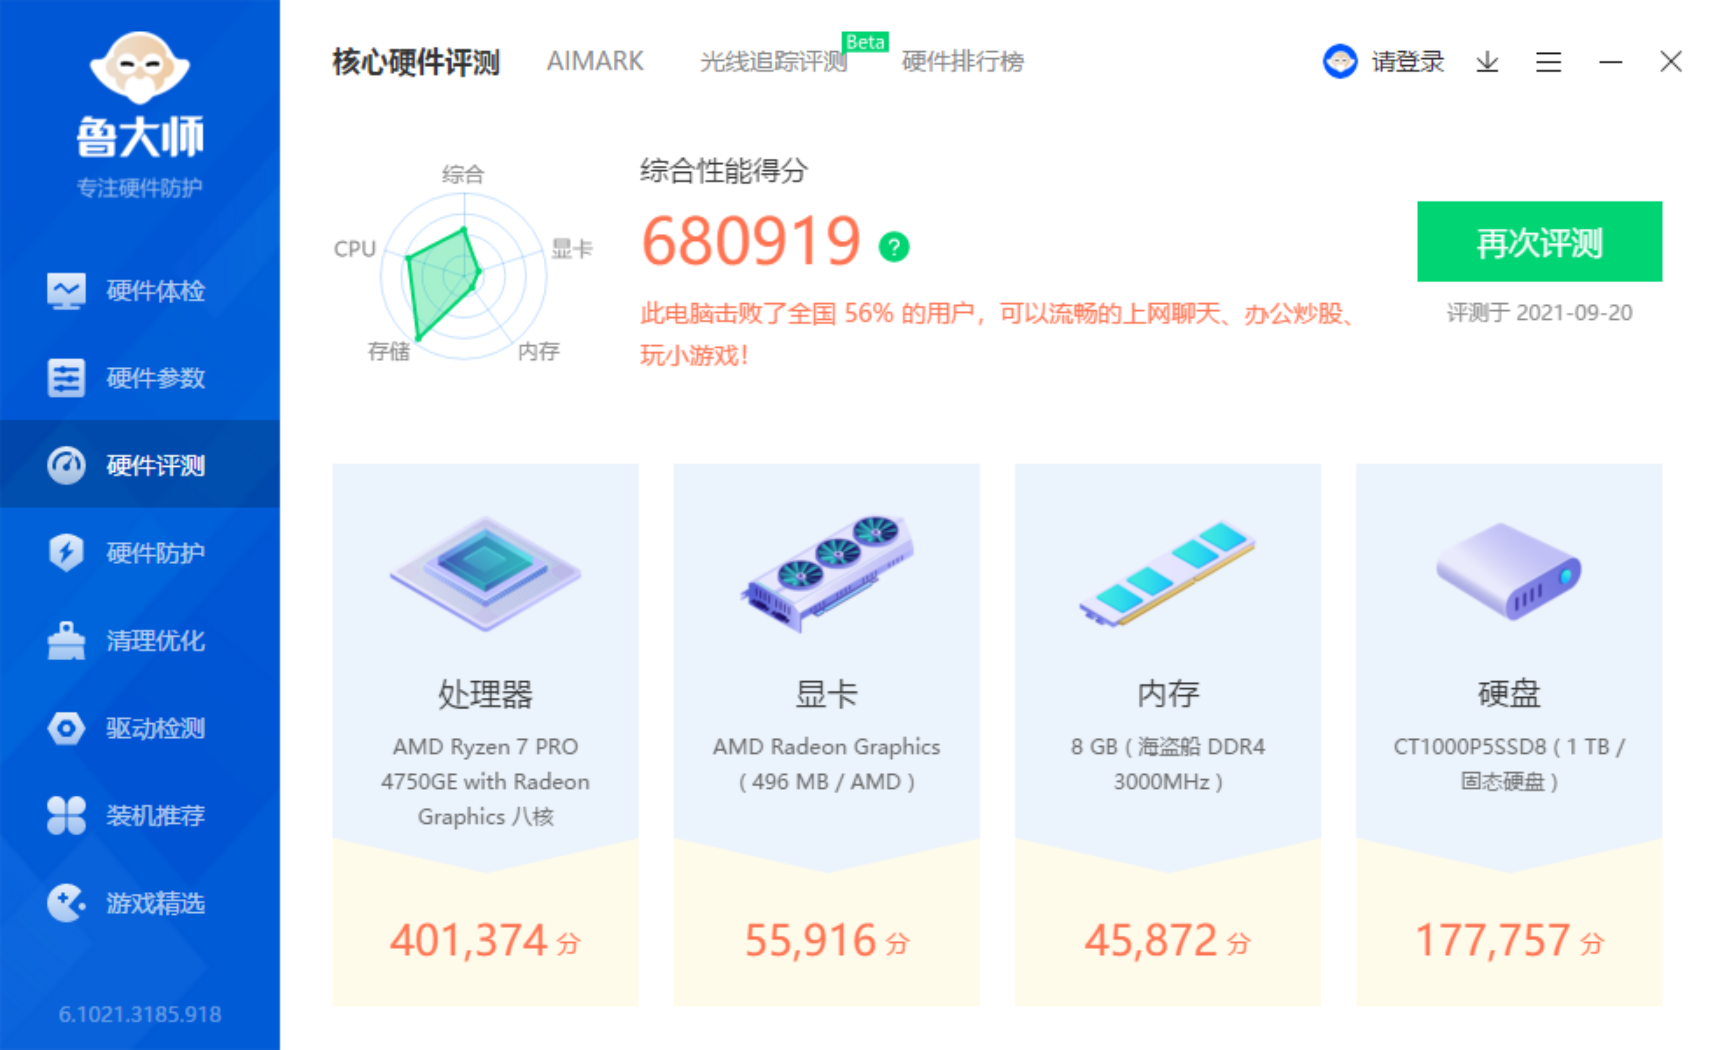 鲁大师
专注硬件防护
硬件体检
硬件参数
硬件评测
硬件防护
清理优化
驱动检测
装机推荐
游戏精选
6.1021.3185.918
核心硬件评测
AIMARK
光线追踪评测
Beta
硬件排行榜
请登录
综合
CPU
显卡
存储
内存
综合性能得分
680919
?
此电脑击败了全国 56% 的用户，可以流畅的上网聊天、办公炒股、
玩小游戏！
再次评测
评测于 2021-09-20
处理器
AMD Ryzen 7 PRO
4750GE with Radeon
Graphics 八核
401,374 分
显卡
AMD Radeon Graphics
( 496 MB / AMD )
55,916 分
内存
8 GB ( 海盗船 DDR4
3000MHz )
45,872 分
硬盘
CT1000P5SSD8 ( 1 TB /
固态硬盘 )
177,757 分